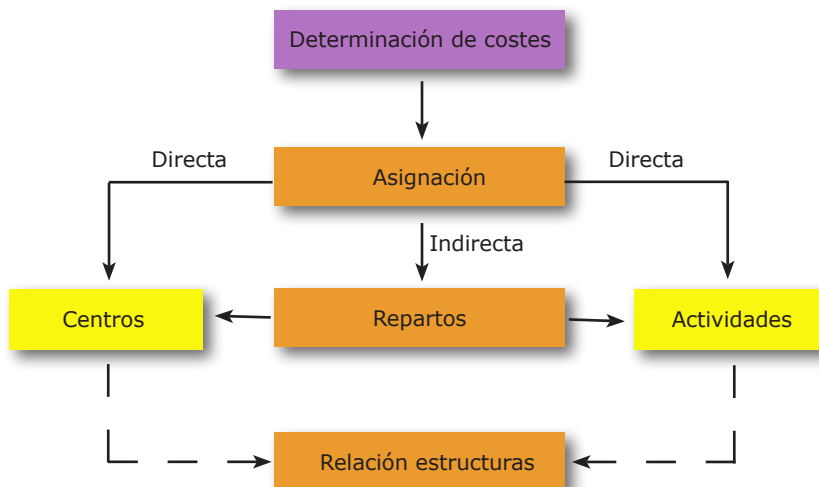 Determinación de costes
Directa
Directa
Asignación
Indirecta
Centros
Repartos
Actividades
Relación estructuras